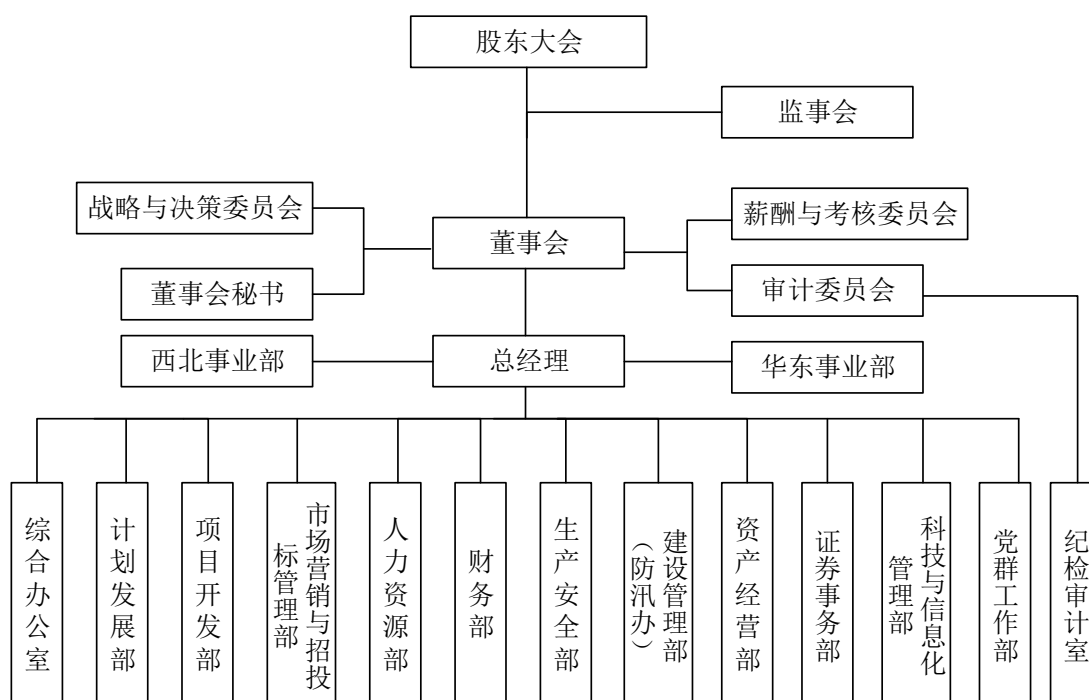 股东大会
监事会
战略与决策委员会
薪酬与考核委员会
董事会
董事会秘书
审计委员会
西北事业部
总经理
华东事业部
综合办公室
计划发展部
项目开发部
市场营销与招投
标管理部
人力资源部
财务部
生产安全部
建设管理部
（防汛办）
资产经营部
证券事务部
科技与信息化
管理部
党群工作部
纪检审计室